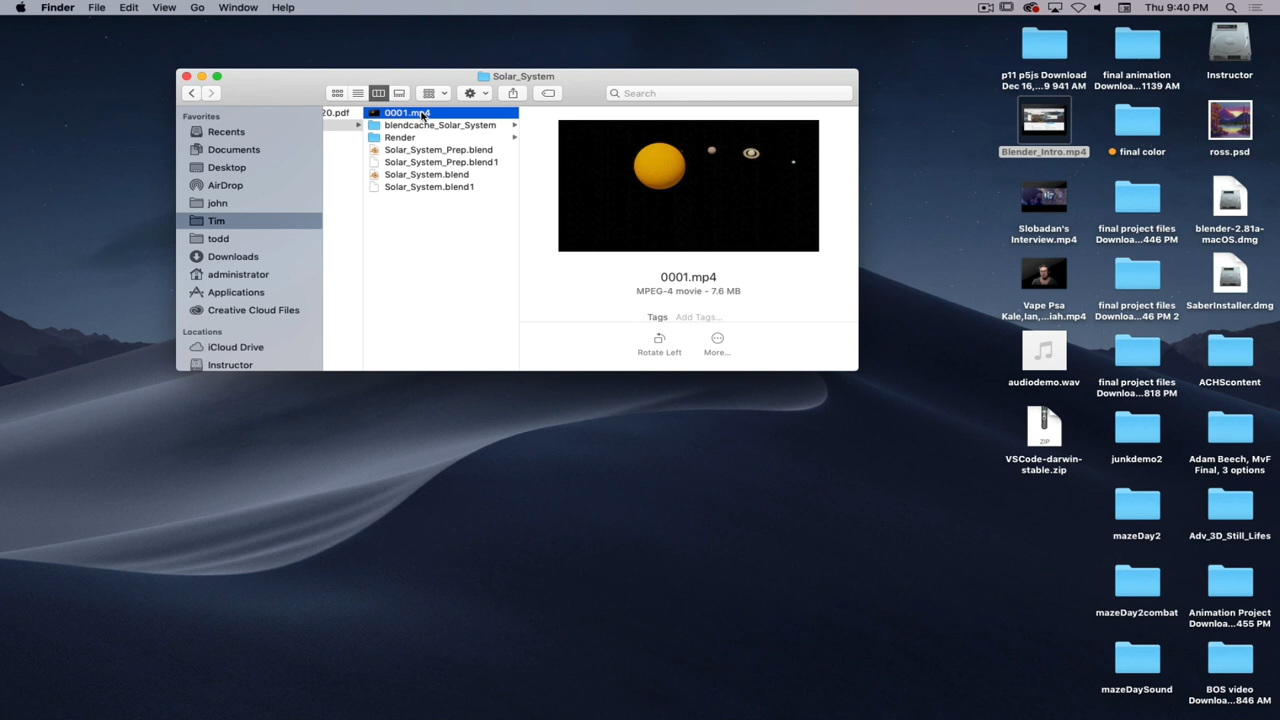 Finder File Edit View Go Window Help
Thu 9:40 PM
Solar_System
Search
Favorites
Recents
Documents
Desktop
AirDrop
john
Tim
todd
Downloads
administrator
Applications
Creative Cloud Files
Locations
iCloud Drive
Instructor
20.pdf
0001.mp4
blendcache_Solar_System
Render
Solar_System_Prep.blend
Solar_System_Prep.blend1
Solar_System.blend
Solar_System.blend1
0001.mp4
MPEG-4 movie - 7.6 MB
Tags Add Tags...
Rotate Left
More...
p11 p5js Download
Dec 16,...9 941 AM
final animation
Downloa...1139 AM
Instructor
Blender_Intro.mp4
final color
ross.psd
Slobadan's
Interview.mp4
final project files
Downloa...446 PM
blender-2.81a-
macOS.dmg
Vape Psa
Kale,Ian,...iah.mp4
final project files
Downloa...46 PM 2
SaberInstaller.dmg
audiodemo.wav
final project files
Downloa...818 PM
ACHScontent
ZIP
VSCode-darwin-
stable.zip
junkdemo2
Adam Beech, MvF
Final, 3 options
mazeDay2
Adv_3D_Still_Lifes
mazeDay2combat
Animation Project
Downloa...455 PM
mazeDaySound
BOS video
Downloa...846 AM